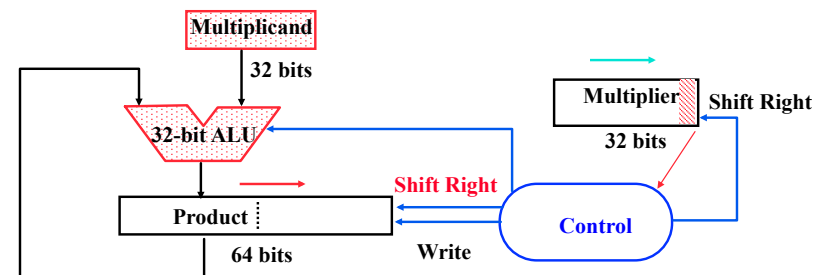 Multiplicand
32 bits
Multiplier
Shift Right
32-bit ALU
32 bits
Shift Right
Product
Control
64 bits
Write